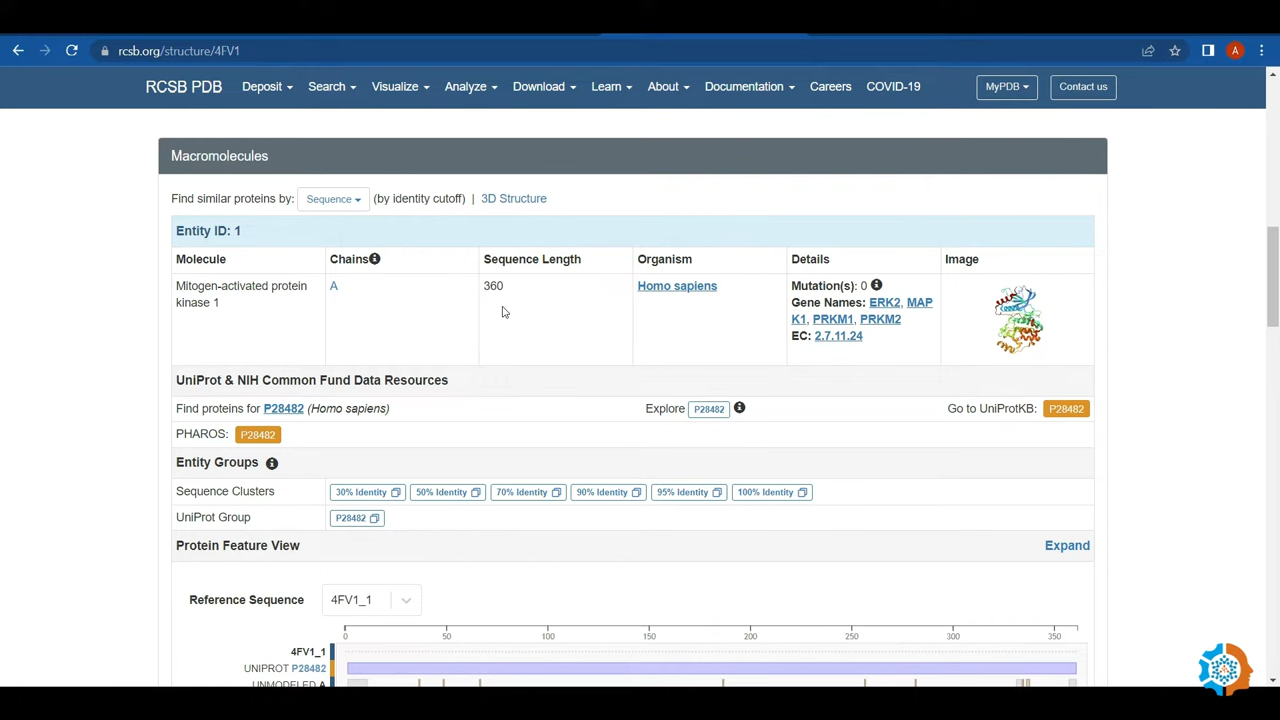 rcsb.org/structure/4FV1
A
RCSB PDB Deposit Search Visualize Analyze Download Learn About Documentation Careers COVID-19 MyPDB Contact us
Macromolecules
Find similar proteins by: Sequence (by identity cutoff) | 3D Structure
Entity ID: 1
Molecule Chains Sequence Length Organism Details Image
Mitogen-activated protein A 360 Homo sapiens Mutation(s): 0
kinase 1 Gene Names: ERK2, MAP
K1, PRKM1, PRKM2
EC: 2.7.11.24
UniProt & NIH Common Fund Data Resources
Find proteins for P28482 (Homo sapiens) Explore P28482 Go to UniProtKB: P28482
PHAROS: P28482
Entity Groups
Sequence Clusters 30% Identity 50% Identity 70% Identity 90% Identity 95% Identity 100% Identity
UniProt Group P28482
Protein Feature View Expand
Reference Sequence 4FV1_1
0 50 100 150 200 250 300 350
4FV1_1
UNIPROT P28482
UNMODELED A